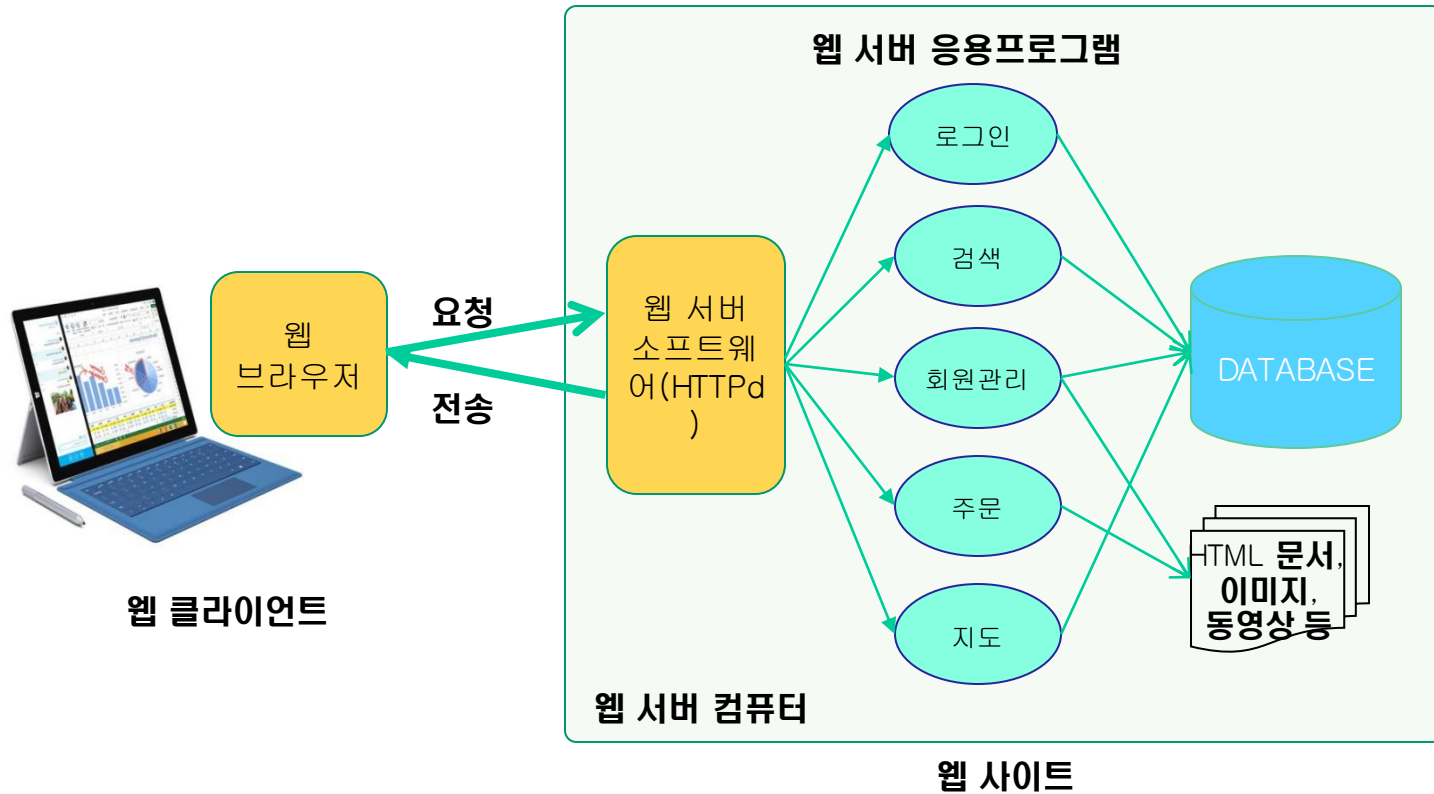 웹 서버 응용프로그램
로그인
검색
회원관리
주문
지도
웹
브라우저
요청
전송
웹 서버
소프트웨
어(HTTPd
)
DATABASE
HTML 문서,
이미지,
동영상 등
웹 클라이언트
웹 서버 컴퓨터
웹 사이트